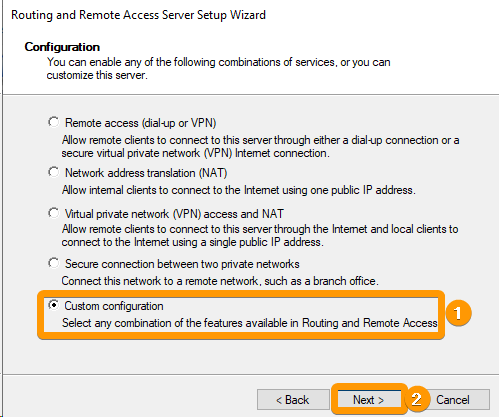 Routing and Remote Access Server Setup Wizard
Configuration
You can enable any of the following combinations of services, or you can
customize this server.
Remote access (dial-up or VPN)
Allow remote clients to connect to this server through either a dial-up connection or a
secure virtual private network (VPN) Internet connection.
Network address translation (NAT)
Allow internal clients to connect to the Internet using one public IP address.
Virtual private network (VPN) access and NAT
Allow remote clients to connect to this server through the Internet and local clients to
connect to the Internet using a single public IP address.
Secure connection between two private networks
Connect this network to a remote network, such as a branch office.
Custom configuration
Select any combination of the features available in Routing and Remote Access
1
< Back Next > 2 Cancel